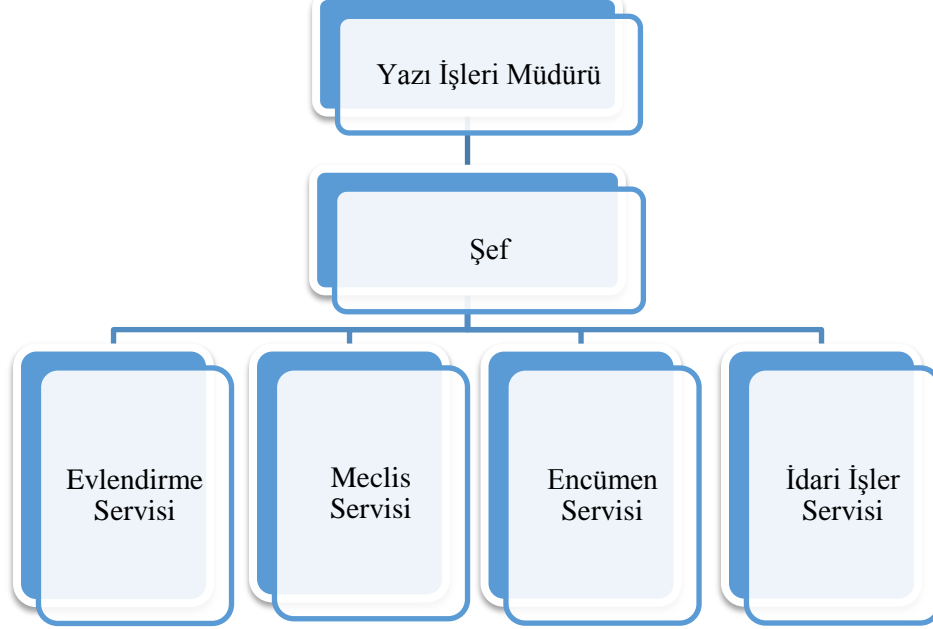 Yazı İşleri Müdürü
Şef
Evlendirme
Servisi
Meclis
Servisi
Encümen
Servisi
İdari İşler
Servisi